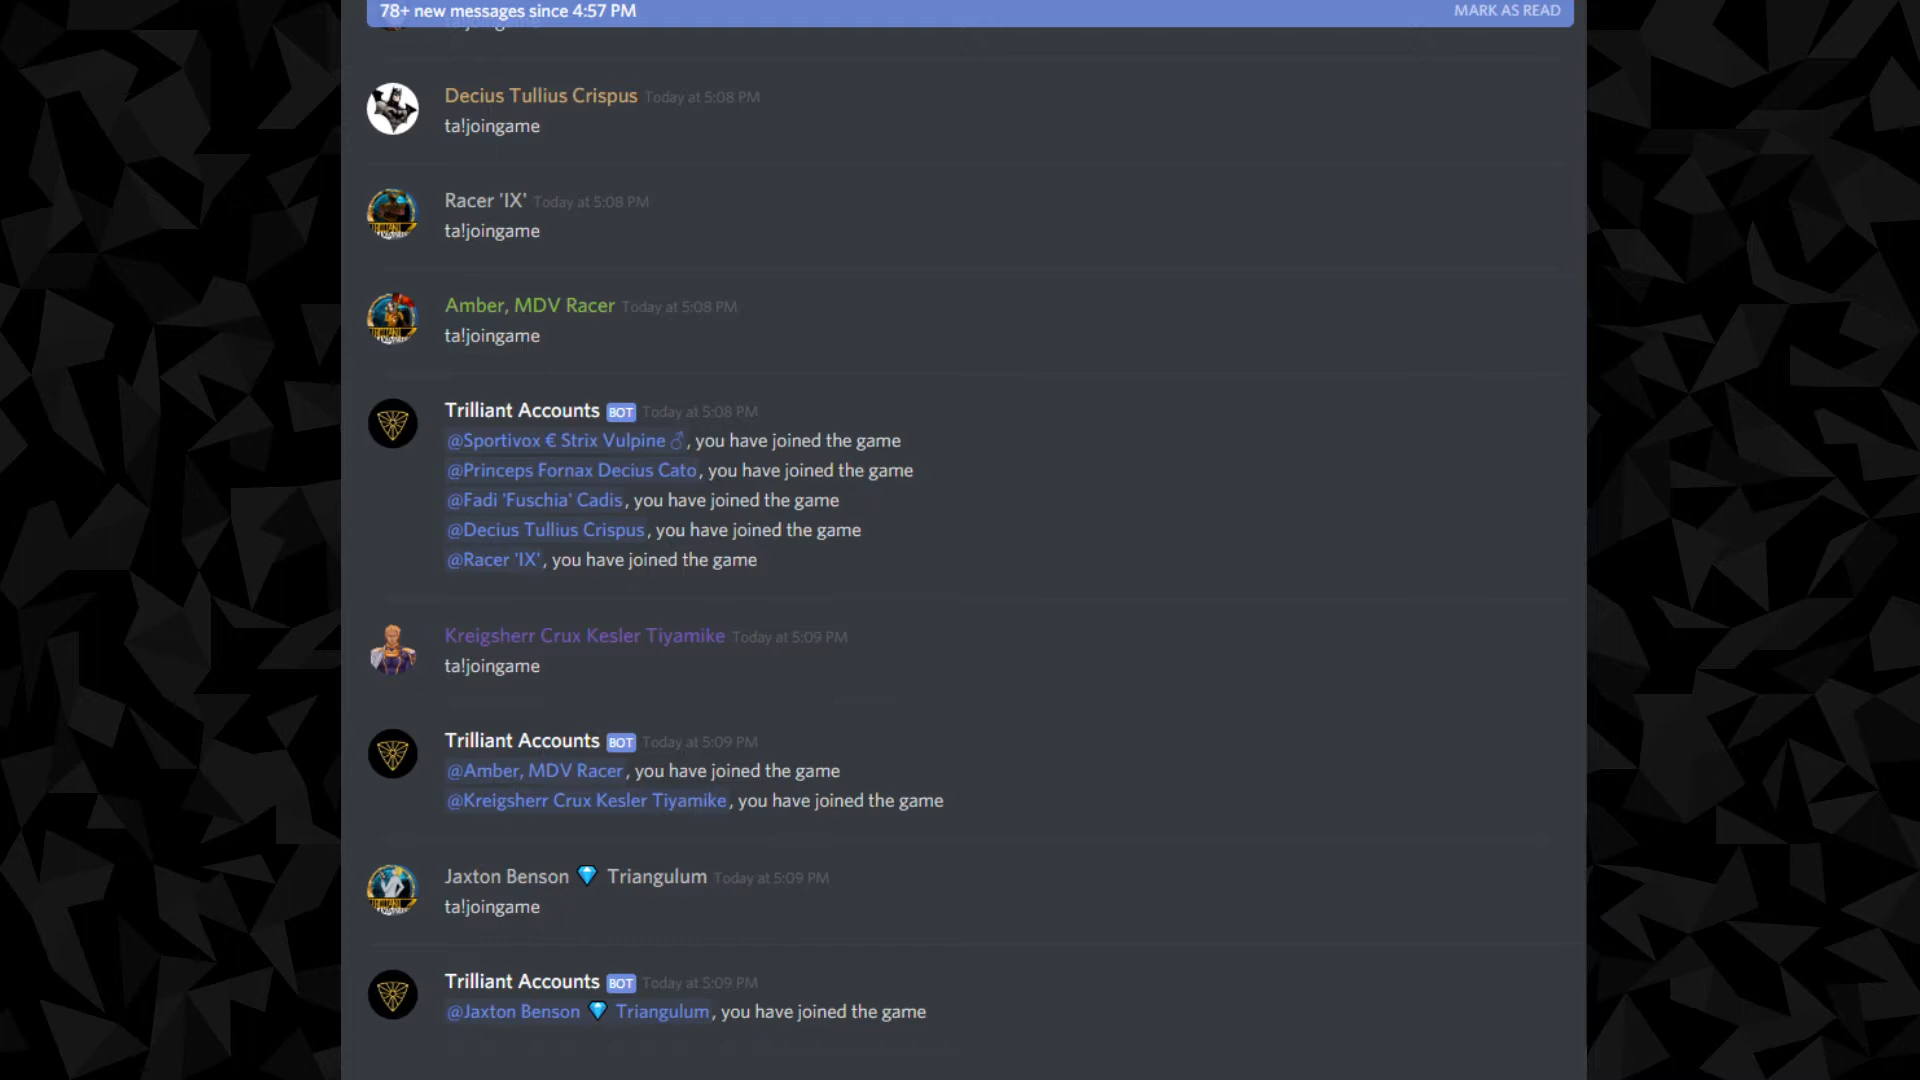 78+ new messages since 4:57 PM MARK AS READ
ta!joingame
Decius Tullius Crispus Today at 5:08 PM
ta!joingame
Racer 'IX' Today at 5:08 PM
ta!joingame
Amber, MDV Racer Today at 5:08 PM
ta!joingame
Trilliant Accounts BOT Today at 5:08 PM
@Sportivox € Strix Vulpine ♂, you have joined the game
@Princeps Fornax Decius Cato, you have joined the game
@Fadi 'Fuschia' Cadis, you have joined the game
@Decius Tullius Crispus, you have joined the game
@Racer 'IX', you have joined the game
Kreigsherr Crux Kesler Tiyamike Today at 5:09 PM
ta!joingame
Trilliant Accounts BOT Today at 5:09 PM
@Amber, MDV Racer, you have joined the game
@Kreigsherr Crux Kesler Tiyamike, you have joined the game
Jaxton Benson 💎 Triangulum Today at 5:09 PM
ta!joingame
Trilliant Accounts BOT Today at 5:09 PM
@Jaxton Benson 💎 Triangulum, you have joined the game